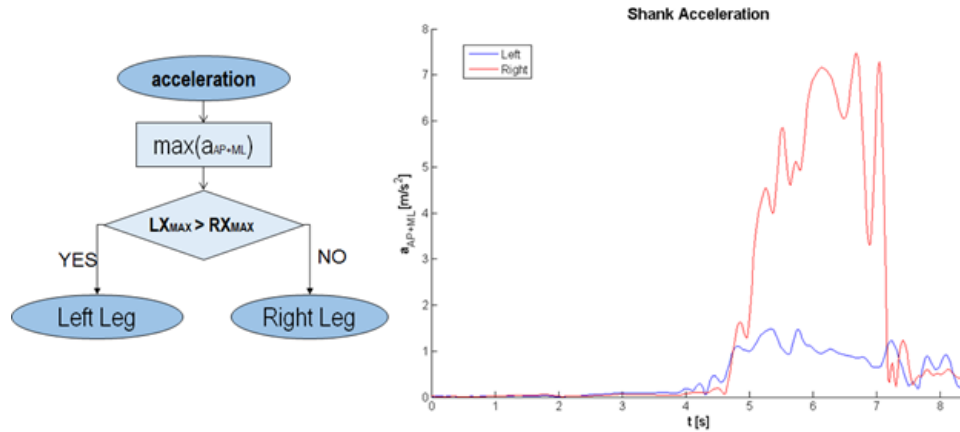 acceleration
max(aAP+ML)
LXMAX > RXMAX
YES
NO
Left Leg
Right Leg
Shank Acceleration
Left
Right
8
7
6
5
4
3
2
1
0
aAP+ML[m/s²]
0 1 2 3 4 5 6 7 8
t [s]